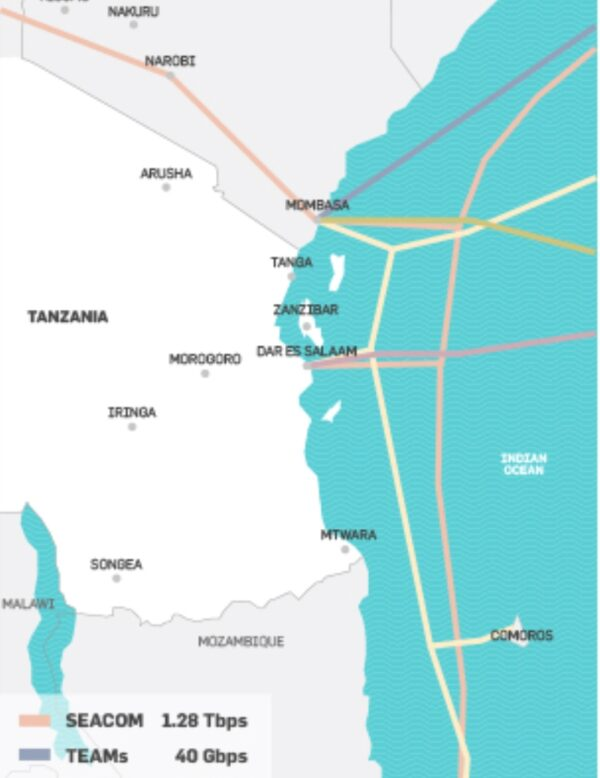 NAKURU
NAROBI
ARUSHA
MOMBASA
TANGA
ZANZIBAR
TANZANIA
DAR ES SALAAM
MOROGORO
IRINGA
INDIAN
OCEAN
MTWARA
SONGEA
MALAWI
COMOROS
MOZAMBIQUE
SEACOM 1.28 Tbps
TEAMs 40 Gbps